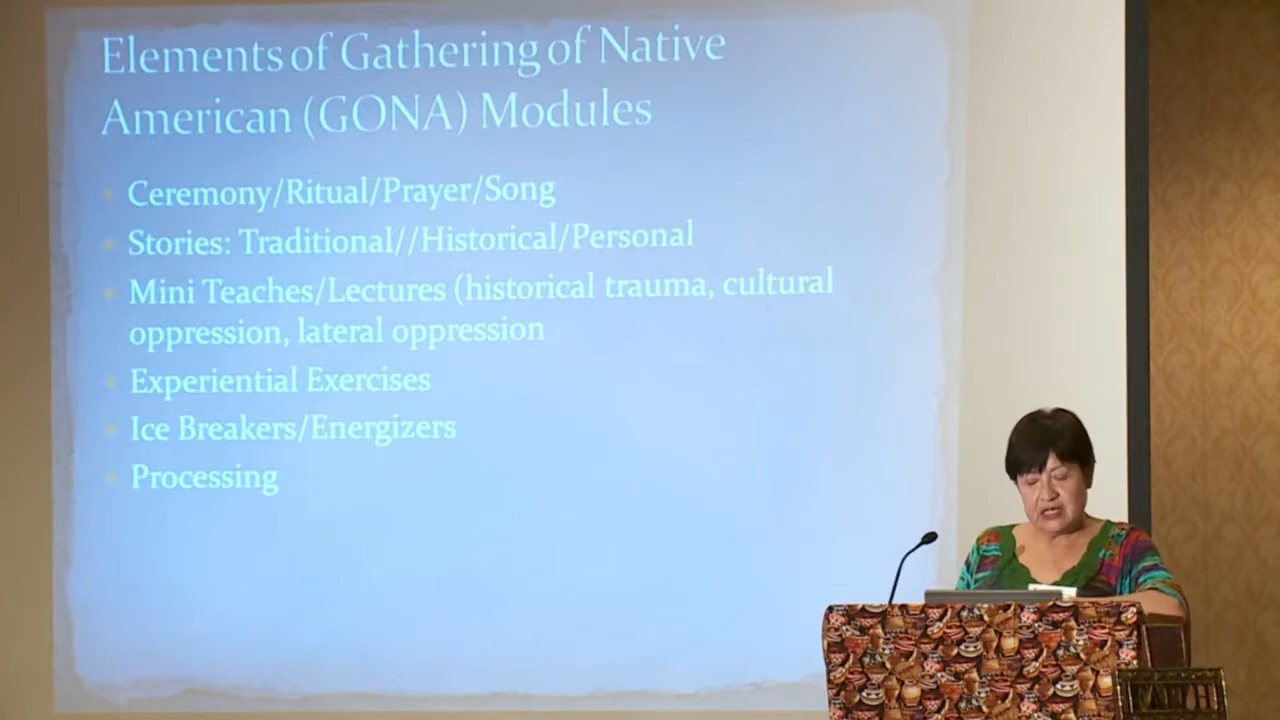 Elements of Gathering of Native
American (GONA) Modules
Ceremony/Ritual/Prayer/Song
Stories: Traditional//Historical/Personal
Mini Teaches/Lectures (historical trauma, cultural
oppression, lateral oppression
Experiential Exercises
Ice Breakers/Energizers
Processing